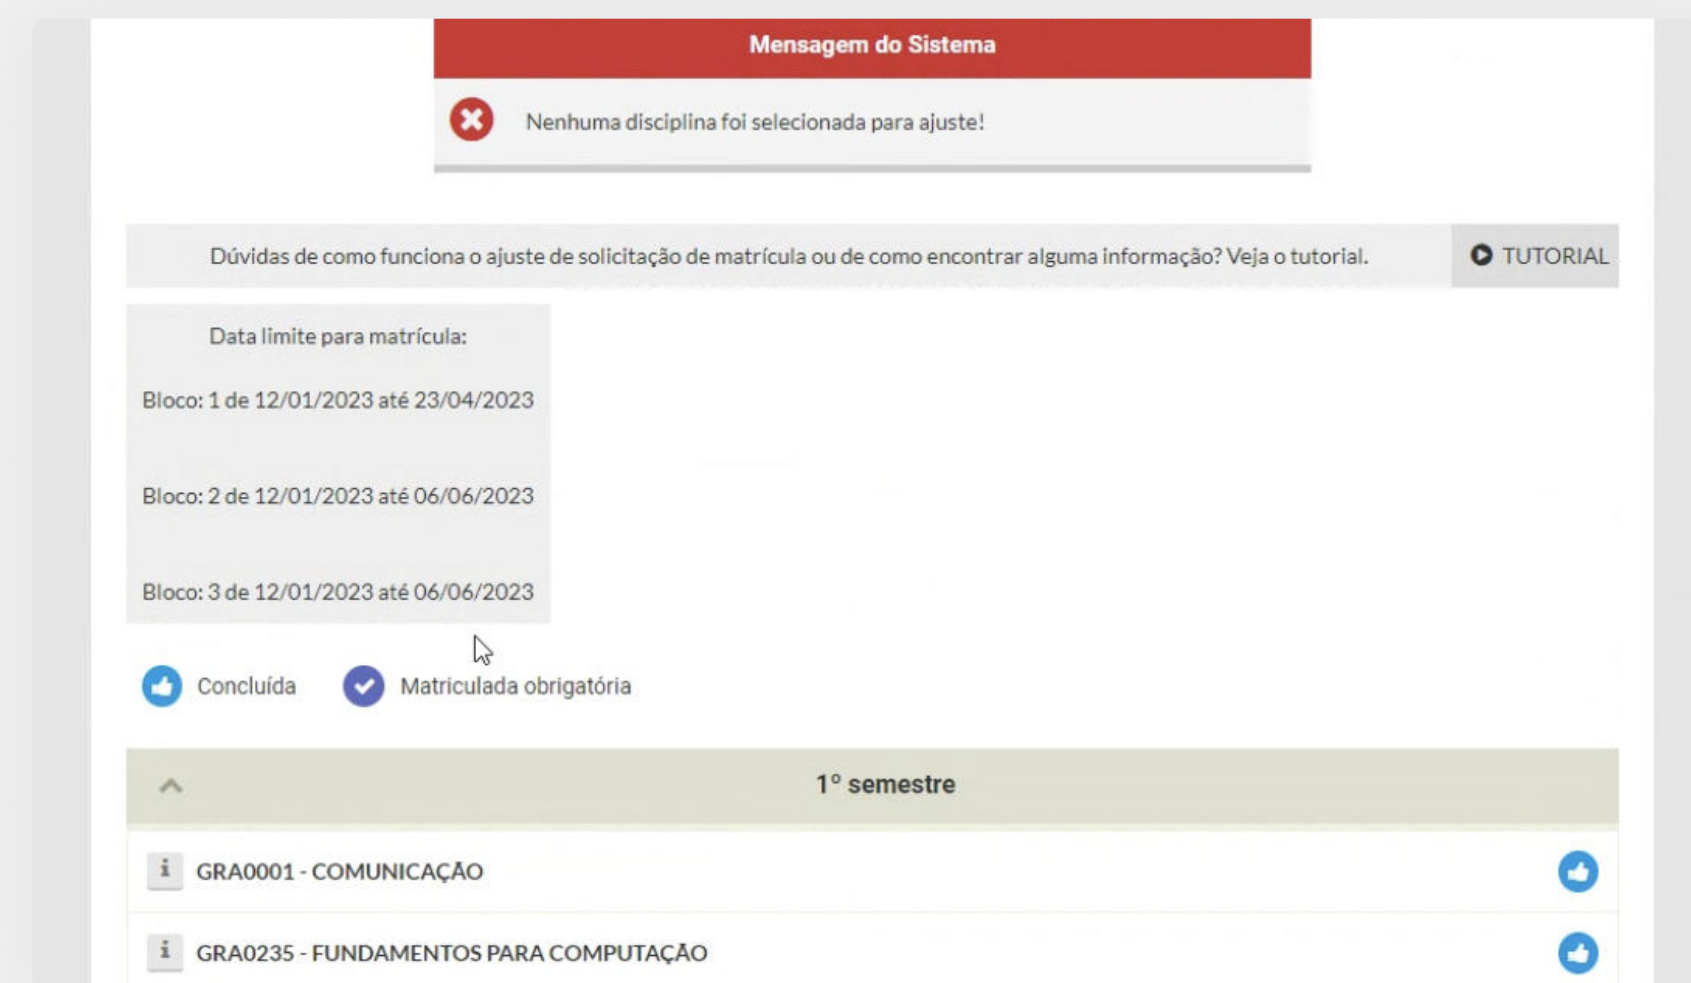 Mensagem do Sistema
Nenhuma disciplina foi selecionada para ajuste!
Dúvidas de como funciona o ajuste de solicitação de matrícula ou de como encontrar alguma informação? Veja o tutorial.
TUTORIAL
Data limite para matrícula:
Bloco: 1 de 12/01/2023 até 23/04/2023
Bloco: 2 de 12/01/2023 até 06/06/2023
Bloco: 3 de 12/01/2023 até 06/06/2023
Concluída
Matriculada obrigatória
1º semestre
i GRA0001 - COMUNICAÇÃO
i GRA0235 - FUNDAMENTOS PARA COMPUTAÇÃO